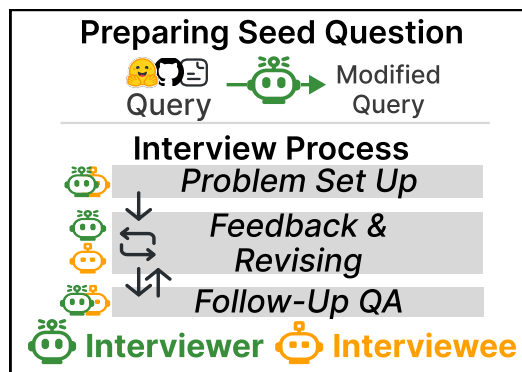 Preparing Seed Question
Query
Modified
Query
Interview Process
Problem Set Up
Feedback &
Revising
Follow-Up QA
Interviewer
Interviewee